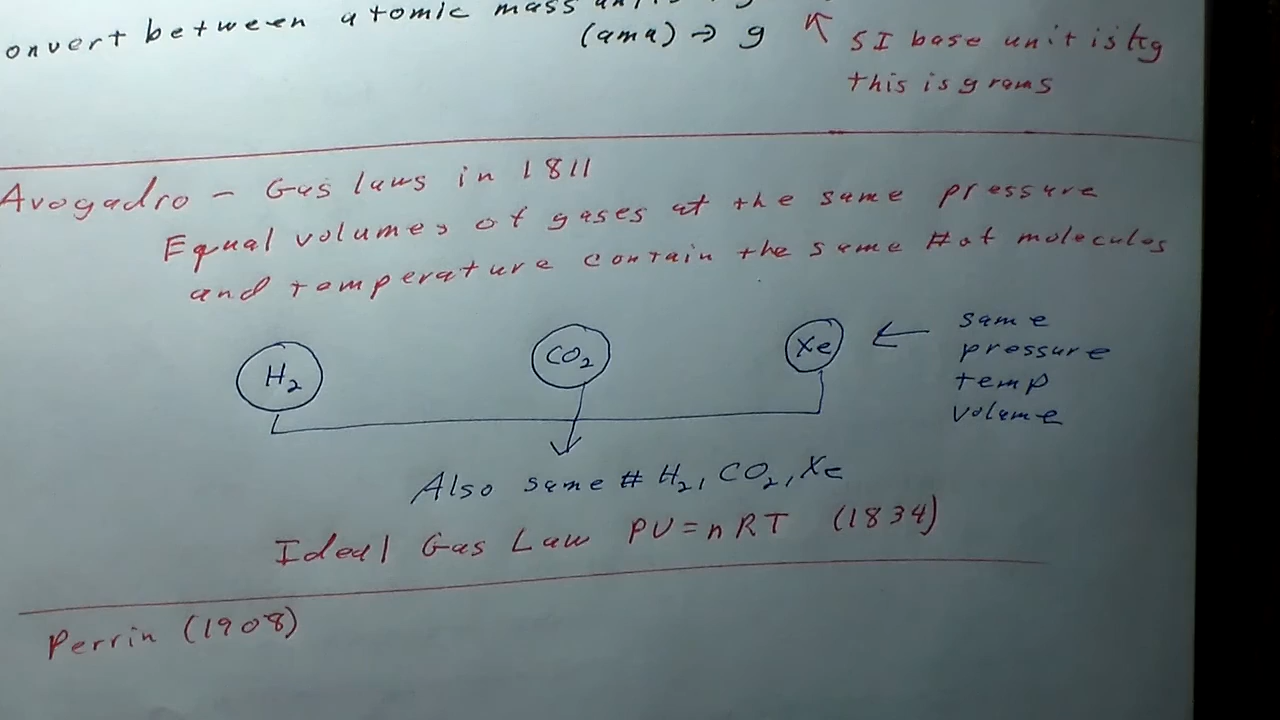 onvert between atomic mass
(ama) → g ↖ SI base unit is kg
this is grams
Avogadro - Gas laws in 1811
Equal volumes of gases at the same pressure
and temperature contain the same # of molecules
H₂ CO₂ Xe ← same
pressure
temp
volume
Also same # H₂, CO₂, Xe
Ideal Gas Law PV=nRT (1834)
Perrin (1908)